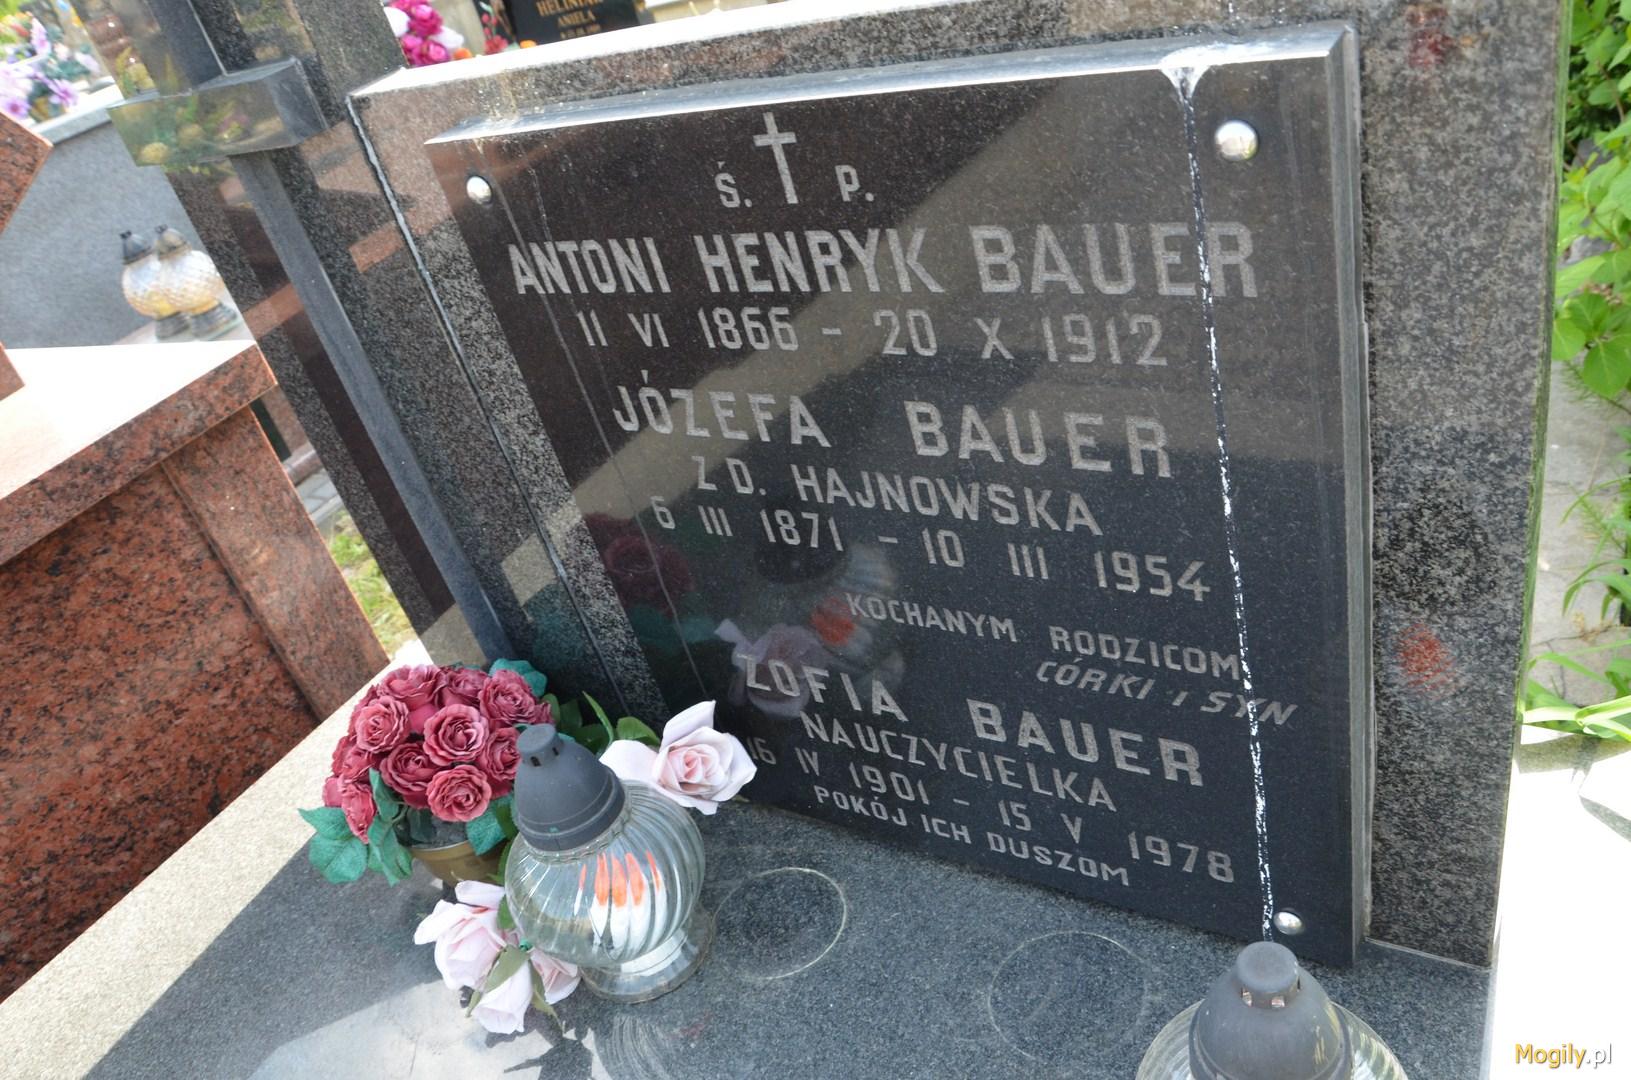 ANIELA
Ś. P.
ANTONI HENRYK BAUER
11 VI 1866 - 20 X 1912
JÓZEFA BAUER
Z D. HAJNOWSKA
6 III 1871 - 10 III 1954
KOCHANYM RODZICOM
CÓRKI I SYN
ZOFIA BAUER
NAUCZYCIELKA
16 IV 1901 - 15 V 1978
POKÓJ ICH DUSZOM
Mogily.pl